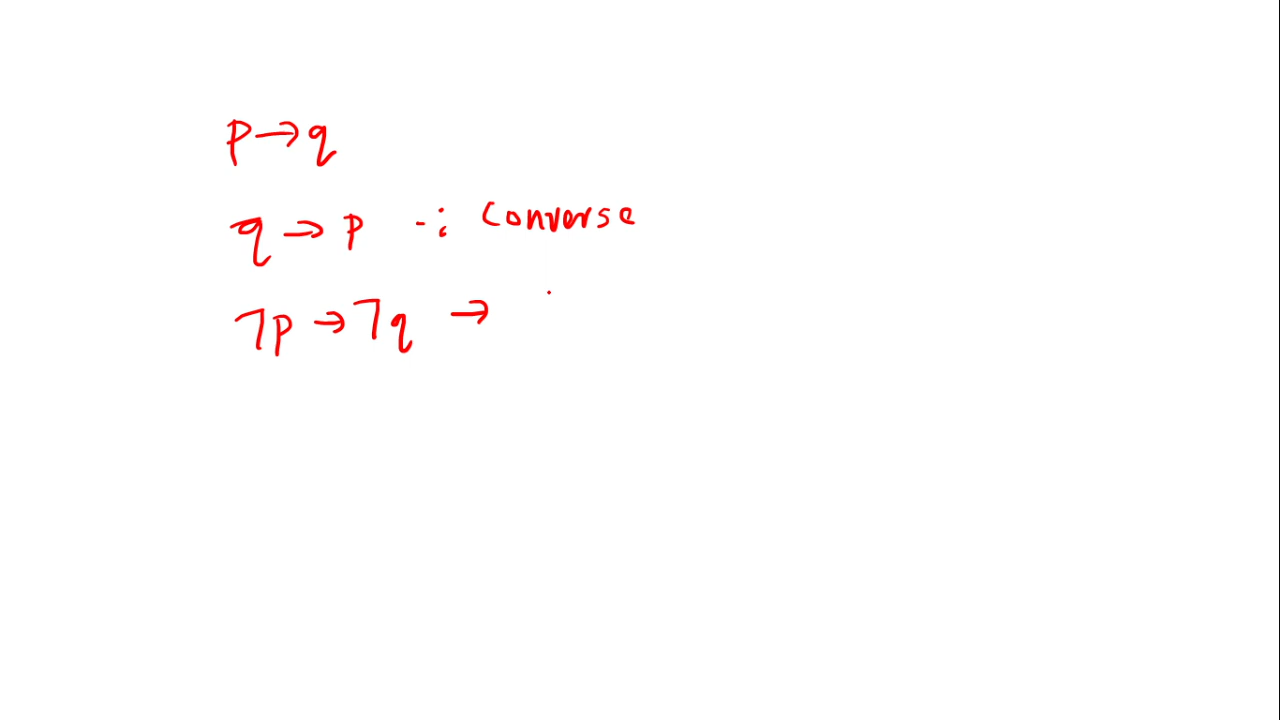 p→q
q→p -: Converse
¬p→¬q →